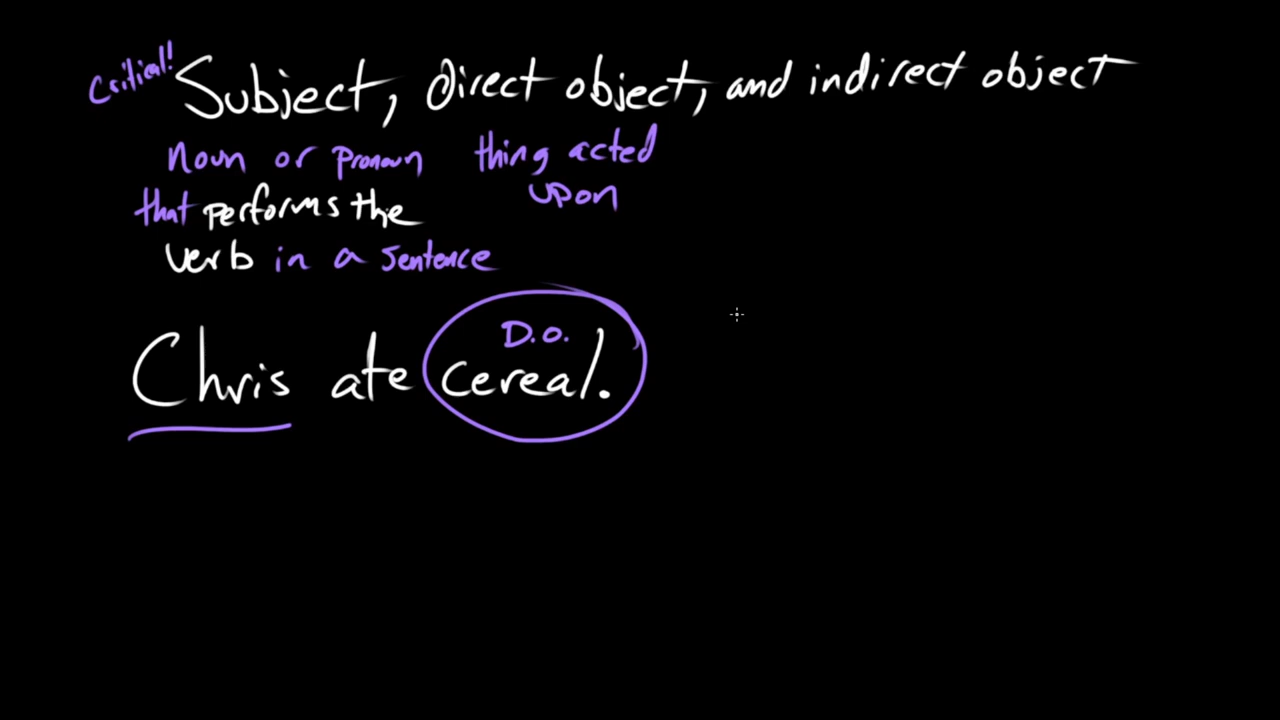 Critical! Subject, direct object, and indirect object
noun or pronoun
that performs the
verb in a sentence
thing acted
upon
D.O.
Chris ate cereal.